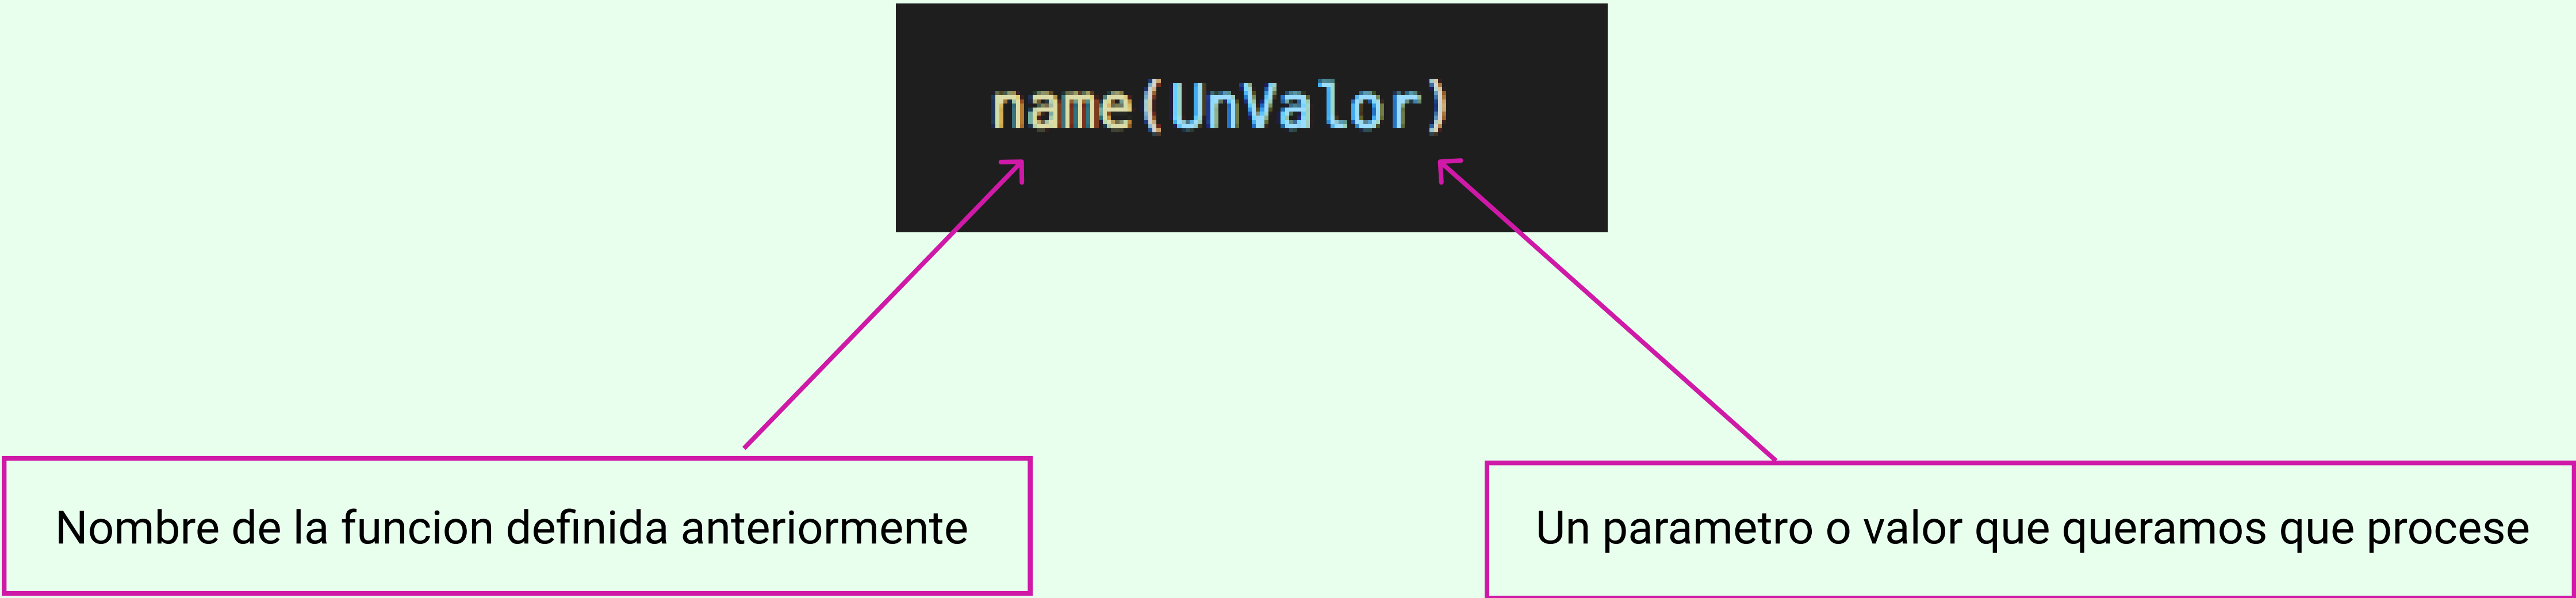 name(UnValor)
Nombre de la funcion definida anteriormente
Un parametro o valor que queramos que procese